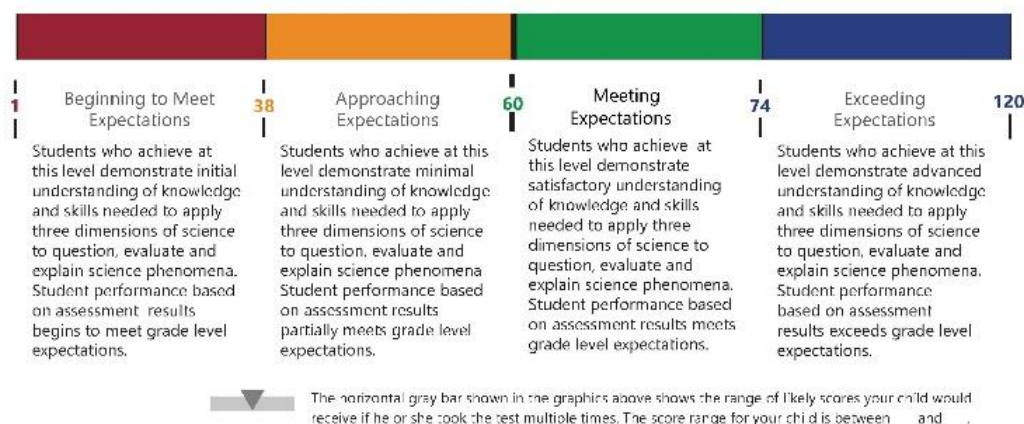 1
Beginning to Meet
Expectations
Students who achieve at
this level demonstrate initial
understanding of knowledge
and skills needed to apply
three dimensions of science
to question, evaluate and
explain science phenomena.
Student performance based
on assessment results
begins to meet grade level
expectations.
38
Approaching
Expectations
Students who achieve at this
level demonstrate minimal
understanding of knowledge
and skills needed to apply
three dimensions of science
to question, evaluate and
explain science phenomena
Student performance based
on assessment results
partially meets grade level
expectations.
60
Meeting
Expectations
Students who achieve at
this level demonstrate
satisfactory understanding
of knowledge and skills
needed to apply three
dimensions of science to
question, evaluate and
explain science phenomena.
Student performance based
on assessment results meets
grade level expectations.
74
Exceeding
Expectations
Students who achieve at this
level demonstrate advanced
understanding of knowledge
and skills needed to apply
three dimensions of science
to question, evaluate and
explain science phenomena.
Student performance
based on assessment
results exceeds grade level
expectations.
120
The horizontal gray bar shown in the graphics above shows the range of likely scores your child would
receive if he or she took the test multiple times. The score range for your child is between and .